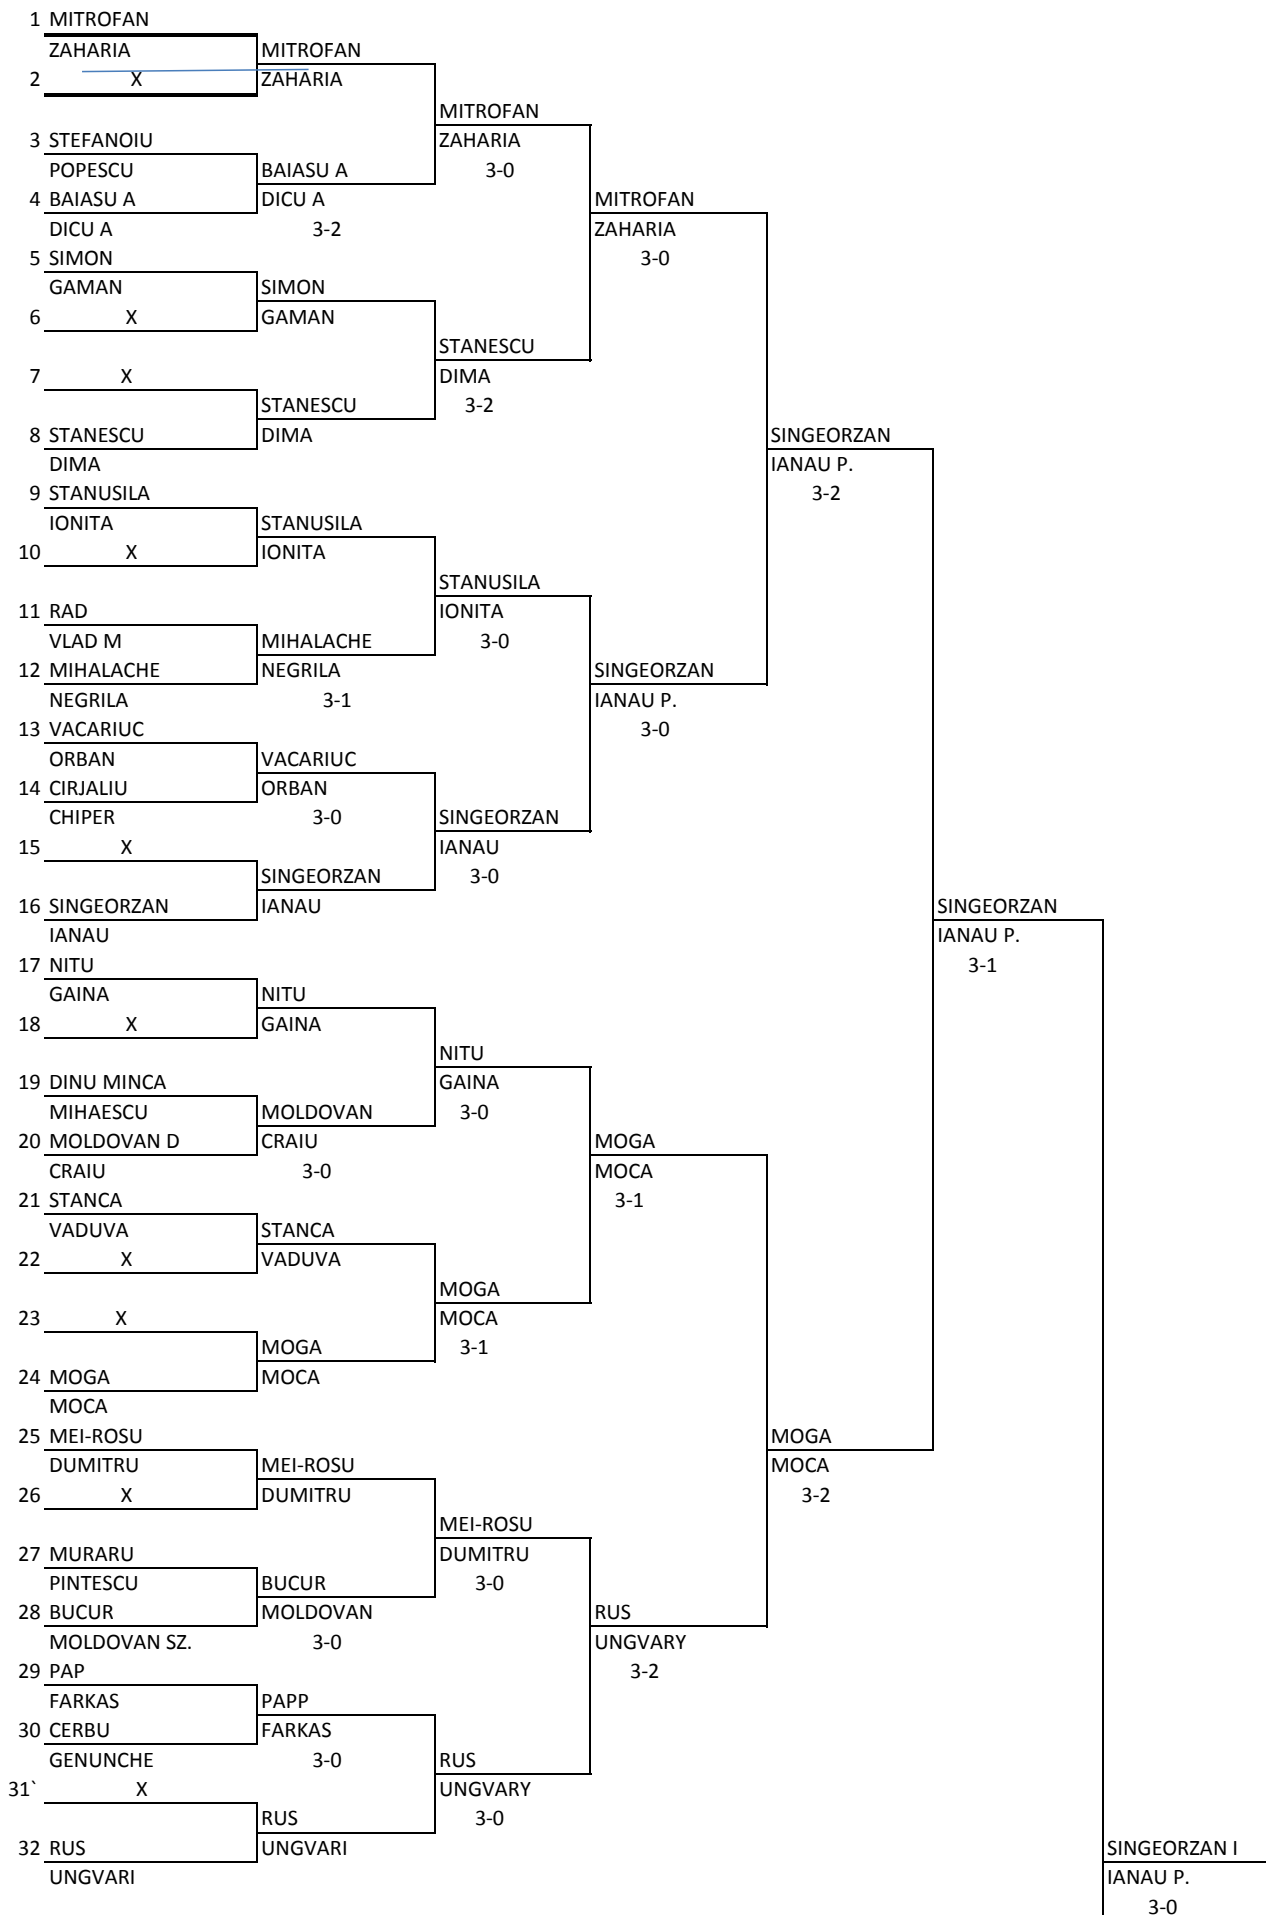 1 MITROFAN
ZAHARIA MITROFAN
2 X ZAHARIA
MITROFAN
3 STEFANOIU ZAHARIA
POPESCU BAIASU A 3-0
4 BAIASU A DICU A MITROFAN
DICU A 3-2 ZAHARIA
5 SIMON 3-0
GAMAN SIMON
6 X GAMAN
STANESCU
7 X DIMA
STANESCU 3-2
8 STANESCU DIMA SINGEORZAN
DIMA IANAU P.
9 STANUSILA 3-2
IONITA STANUSILA
10 X IONITA
STANUSILA
11 RAD IONITA
VLAD M MIHALACHE 3-0
12 MIHALACHE NEGRILA SINGEORZAN
NEGRILA 3-1 IANAU P.
13 VACARIUC 3-0
ORBAN VACARIUC
14 CIRJALIU ORBAN
CHIPER 3-0 SINGEORZAN
15 X IANAU
SINGEORZAN 3-0
16 SINGEORZAN IANAU SINGEORZAN
IANAU IANAU P.
17 NITU 3-1
GAINA NITU
18 X GAINA
NITU
19 DINU MINCA GAINA
MIHAESCU MOLDOVAN 3-0
20 MOLDOVAN D CRAIU MOGA
CRAIU 3-0 MOCA
21 STANCA 3-1
VADUVA STANCA
22 X VADUVA
MOGA
23 X MOCA
MOGA 3-1
24 MOGA MOCA
MOCA
25 MEI-ROSU MOGA
DUMITRU MEI-ROSU MOCA
26 X DUMITRU 3-2
MEI-ROSU
27 MURARU DUMITRU
PINTESCU BUCUR 3-0
28 BUCUR MOLDOVAN RUS
MOLDOVAN SZ. 3-0 UNGVARY
29 PAP 3-2
FARKAS PAPP
30 CERBU FARKAS
GENUNCHE 3-0 RUS
31` X UNGVARY
RUS 3-0
32 RUS UNGVARI SINGEORZAN I
UNGVARI IANAU P.
3-0